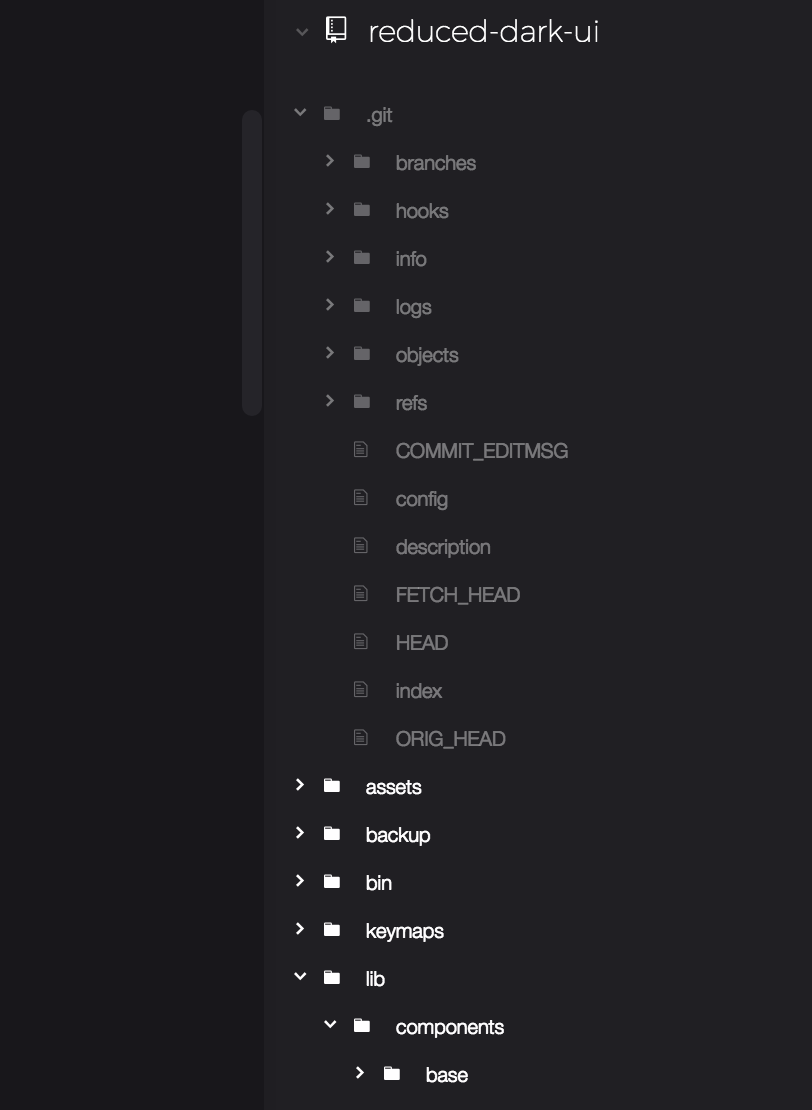 reduced-dark-ui
.git
branches
hooks
info
logs
objects
refs
COMMIT_EDITMSG
config
description
FETCH_HEAD
HEAD
index
ORIG_HEAD
assets
backup
bin
keymaps
lib
components
base